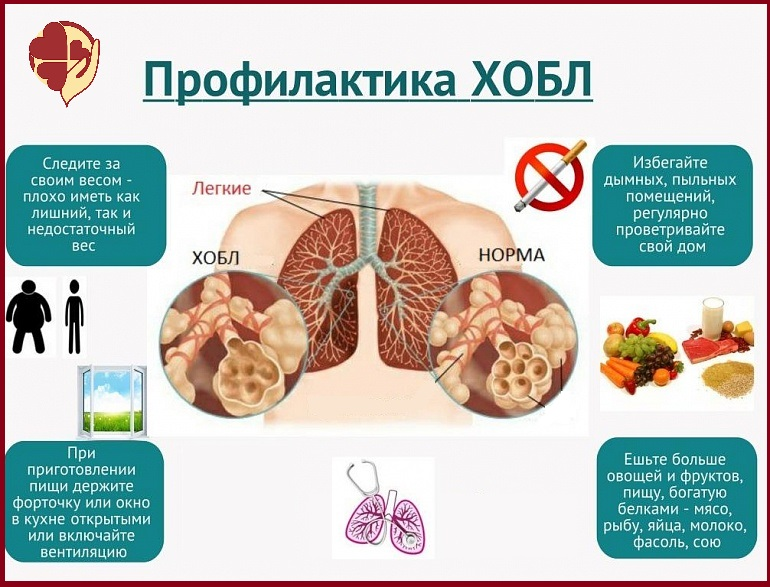 Профилактика ХОБЛ
Следите за
своим весом -
плохо иметь как
лишний, так и
недостаточный
вес
Избегайте
дымных, пыльных
помещений,
регулярно
проветривайте
свой дом
Легкие
ХОБЛ
НОРМА
При
приготовлении
пищи держите
форточку или окно
в кухне открытыми
или включайте
вентиляцию
Ешьте больше
овощей и фруктов,
пищу, богатую
белками - мясо,
рыбу, яйца, молоко,
фасоль, сою